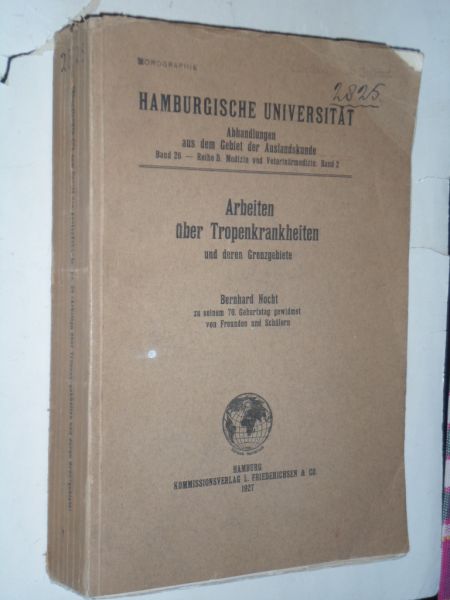 MONOGRAPHIE
2825.
HAMBURGISCHE UNIVERSITÄT
Abhandlungen
aus dem Gebiet der Auslandskunde
Band 26 — Reihe D. Medizin und Veterinärmedizin Band 2
Arbeiten
über Tropenkrankheiten
und deren Grenzgebiete
Bernhard Nocht
zu seinem 70. Geburtstag gewidmet
von Freunden und Schülern
HAMBURG
KOMMISSIONSVERLAG L. FRIEDERICHSEN & CO.
1927